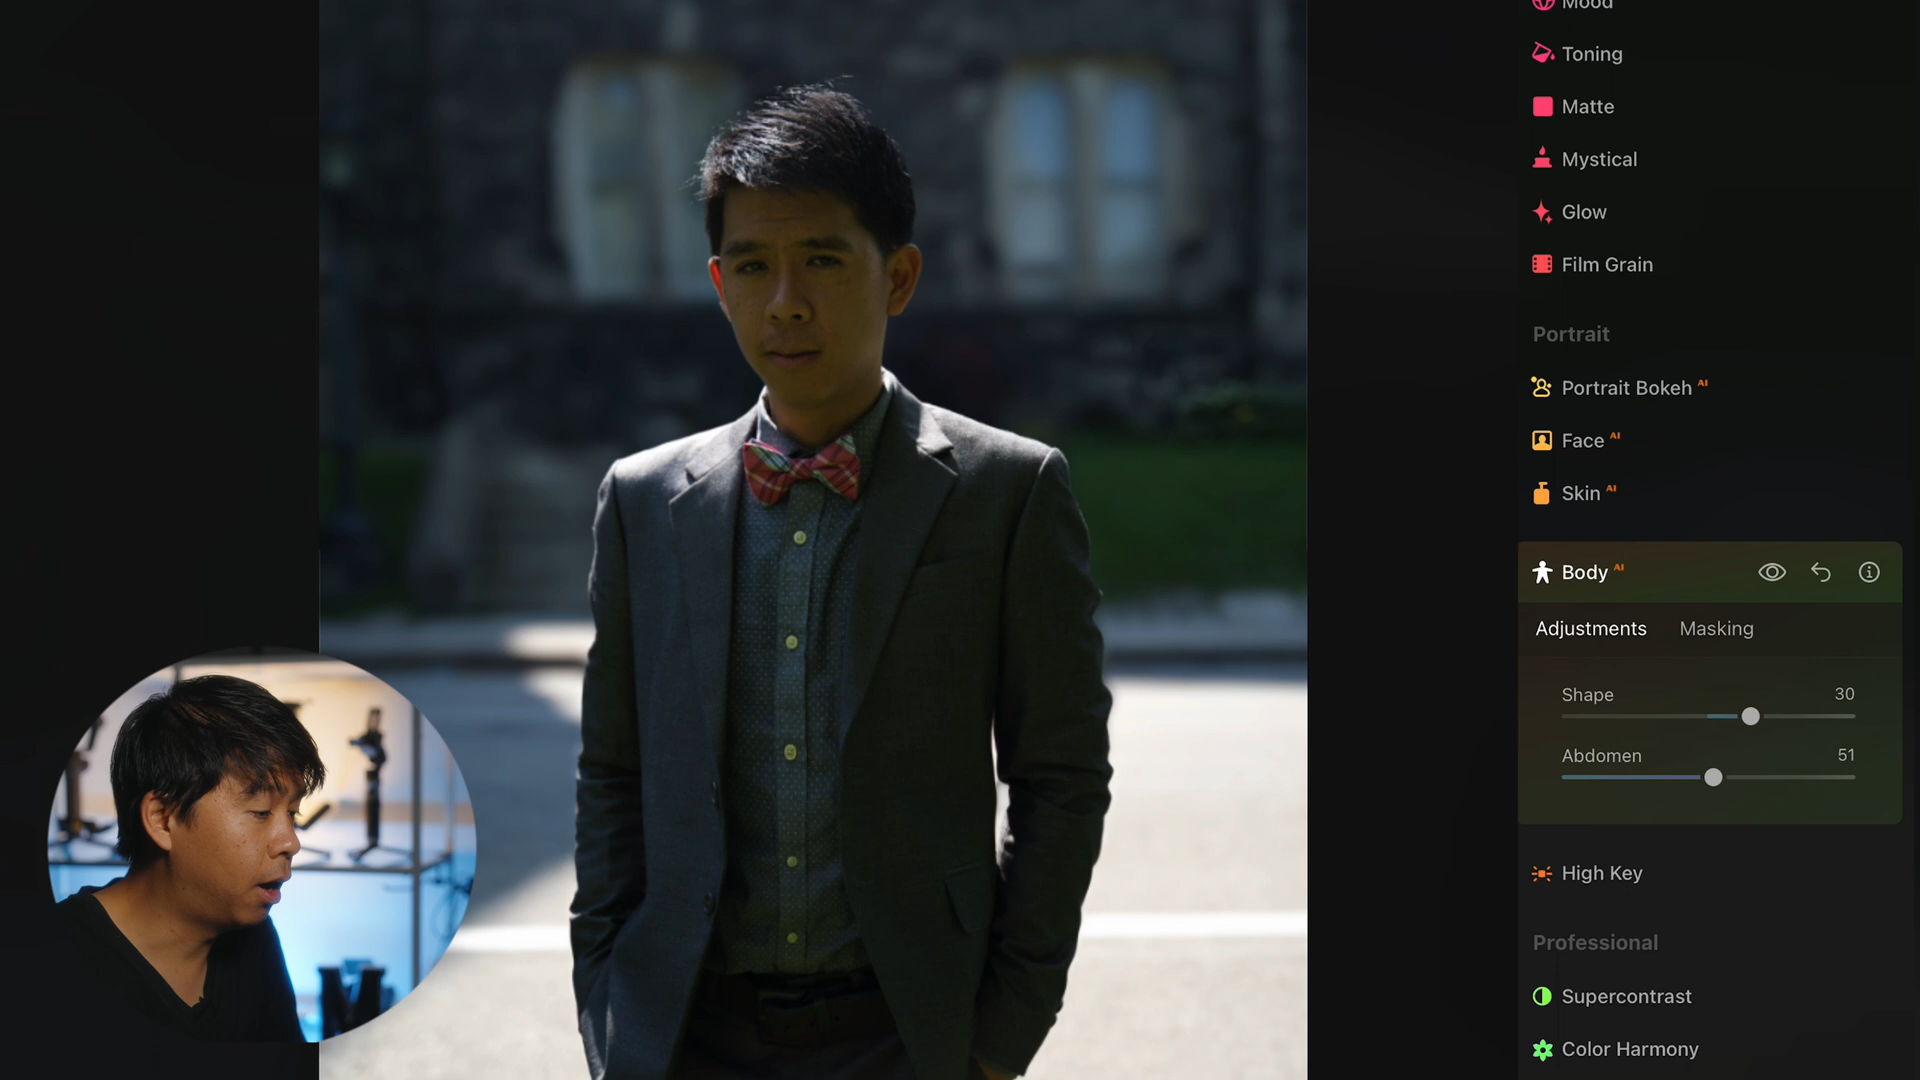 Mood
Toning
Matte
Mystical
Glow
Film Grain
Portrait
Portrait Bokeh AI
Face AI
Skin AI
Body AI
Adjustments Masking
Shape 30
Abdomen 51
High Key
Professional
Supercontrast
Color Harmony